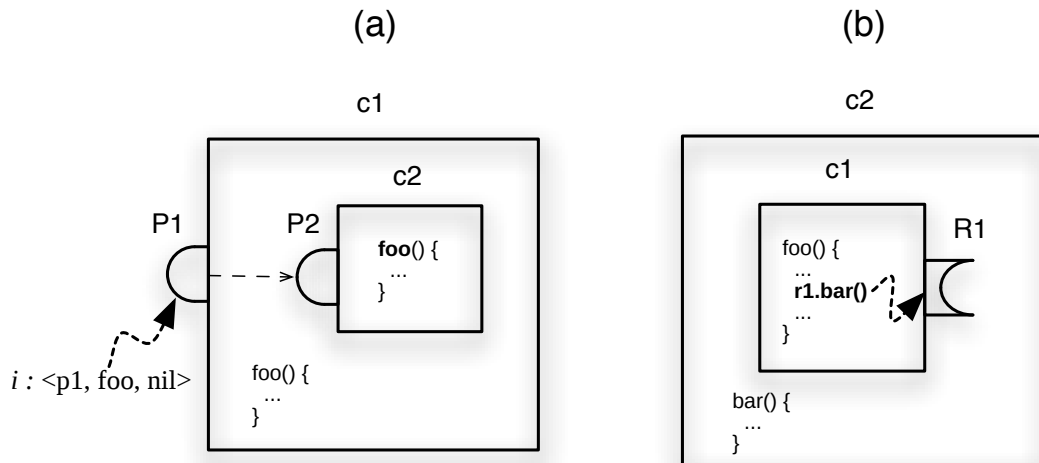 (a)
c1
c2
P1
P2
foo() {
...
}
i : <p1, foo, nil>
foo() {
...
}
(b)
c2
c1
R1
foo() {
...
r1.bar()
...
}
bar() {
...
}